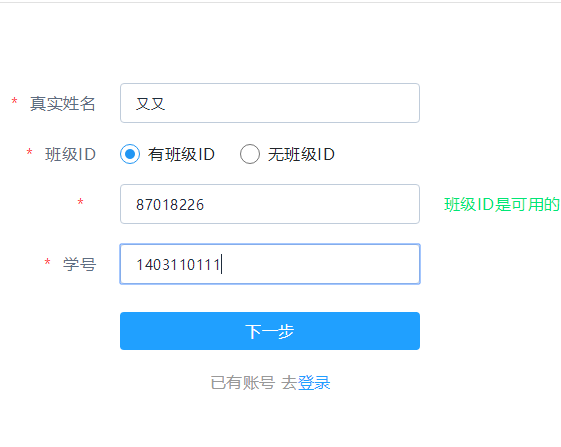 * 真实姓名 又又
* 班级ID 有班级ID 无班级ID
* 87018226 班级ID是可用的
* 学号 1403110111
下一步
已有账号 去登录